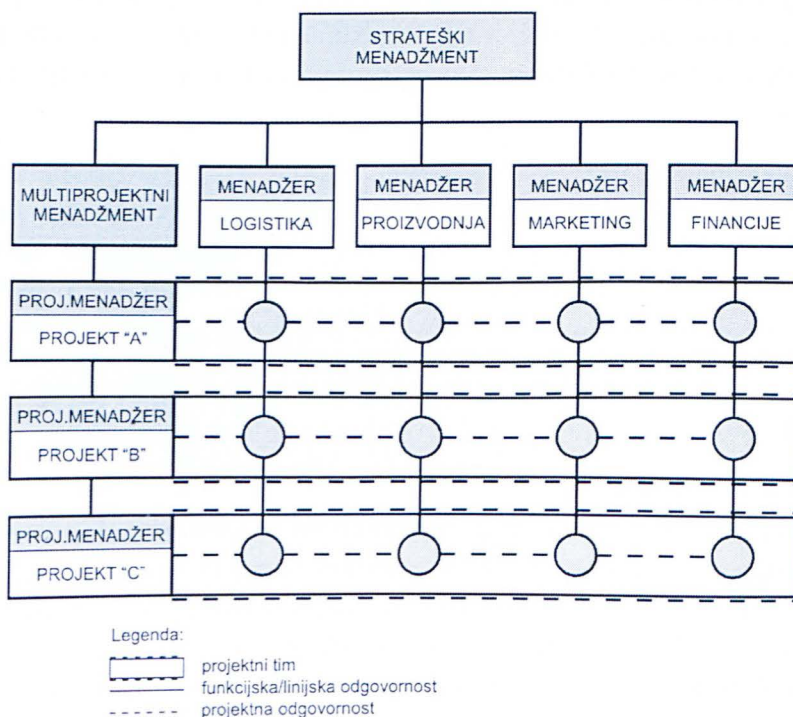 STRATEŠKI
MENADŽMENT
MULTIPROJEKTNI
MENADŽMENT
MENADŽER
LOGISTIKA
MENADŽER
PROIZVODNJA
MENADŽER
MARKETING
MENADŽER
FINANCIJE
PROJ.MENADŽER
PROJEKT “A”
PROJ.MENADŽER
PROJEKT “B”
PROJ.MENADŽER
PROJEKT “C”
Legenda:
projektni tim
funkcijska/linijska odgovornost
projektna odgovornost